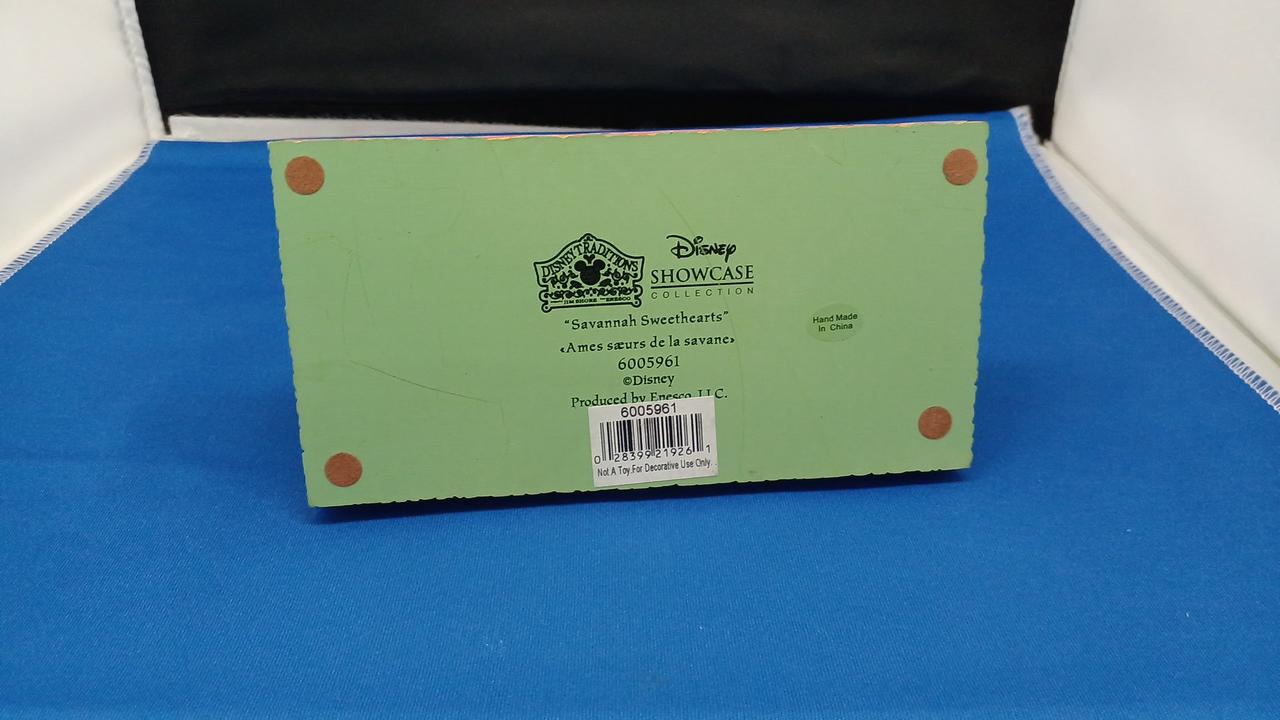 DISNEY TRADITIONS
JIM SHORE ENESCO
Disney
SHOWCASE
COLLECTION
"Savannah Sweethearts"
«Ames sœurs de la savane»
6005961
©Disney
Produced by Enesco, LLC.
Hand Made
In China
6005961
0 28399 21926 1
Not A Toy.For Decorative Use Only.